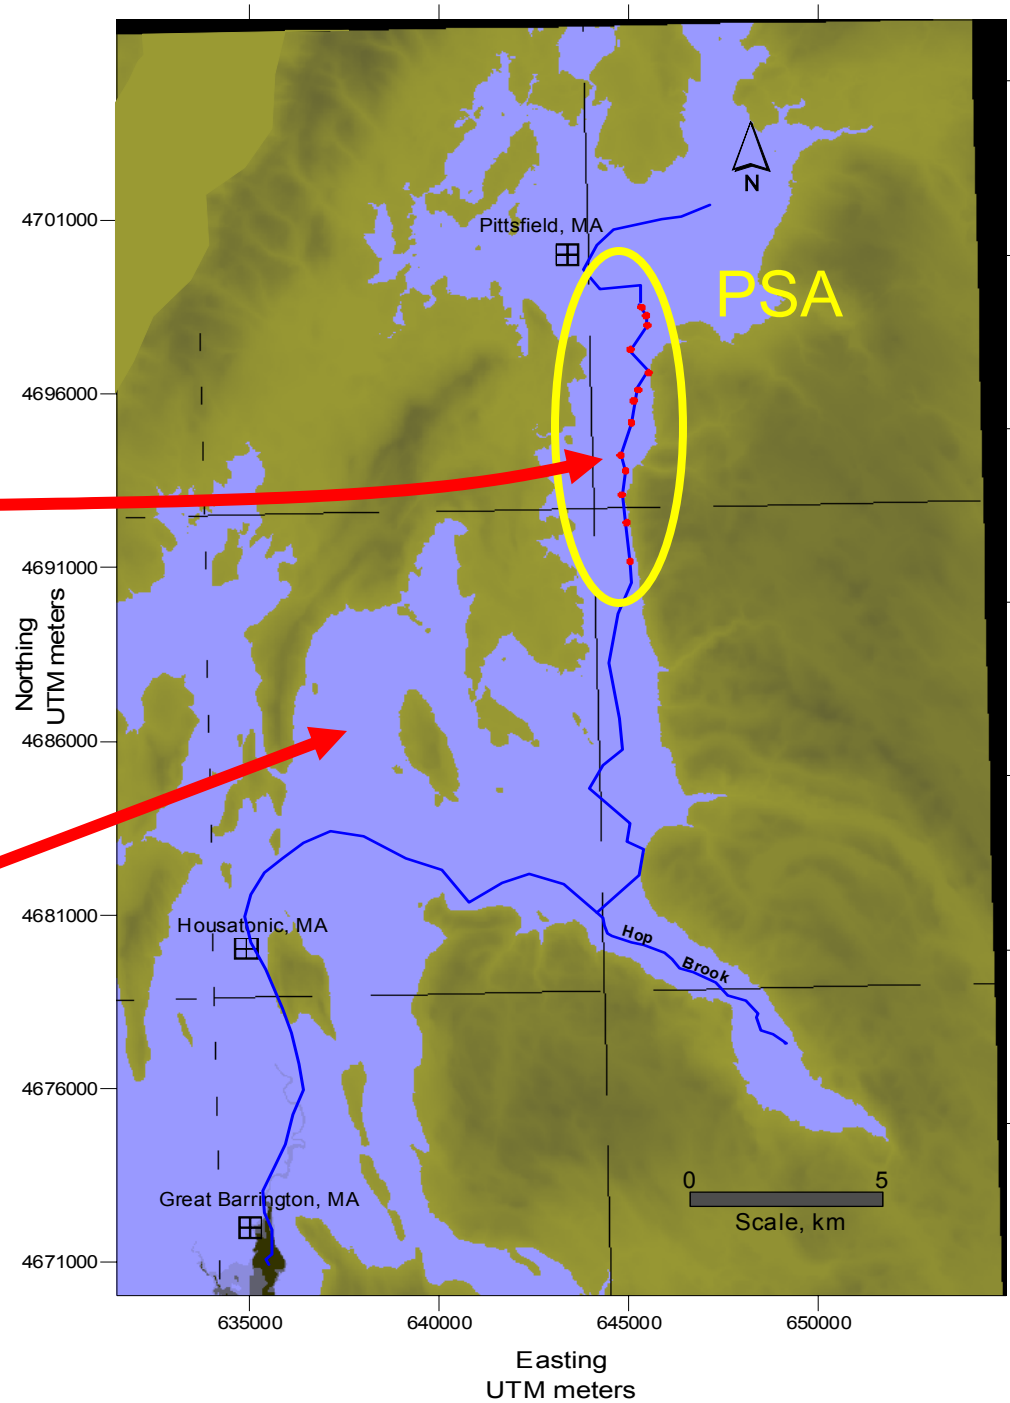 N
4701000
Pittsfield, MA
PSA
4696000
4691000
Northing
UTM meters
4686000
4681000
Housatonic, MA
Hop
Brook
4676000
0
5
Scale, km
Great Barrington, MA
4671000
635000
640000
645000
650000
Easting
UTM meters